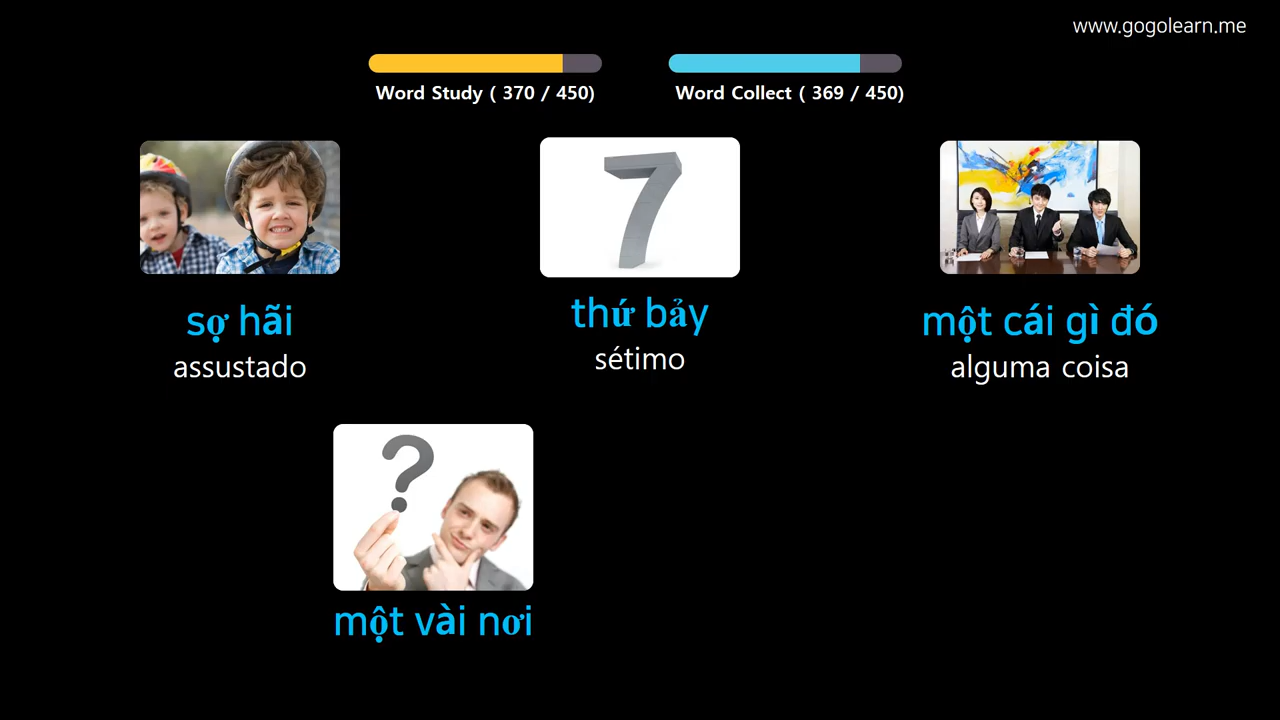 www.gogolearn.me
Word Study ( 370 / 450)
Word Collect ( 369 / 450)
7
sợ hãi
assustado
thứ bảy
sétimo
một cái gì đó
alguma coisa
?
một vài nơi